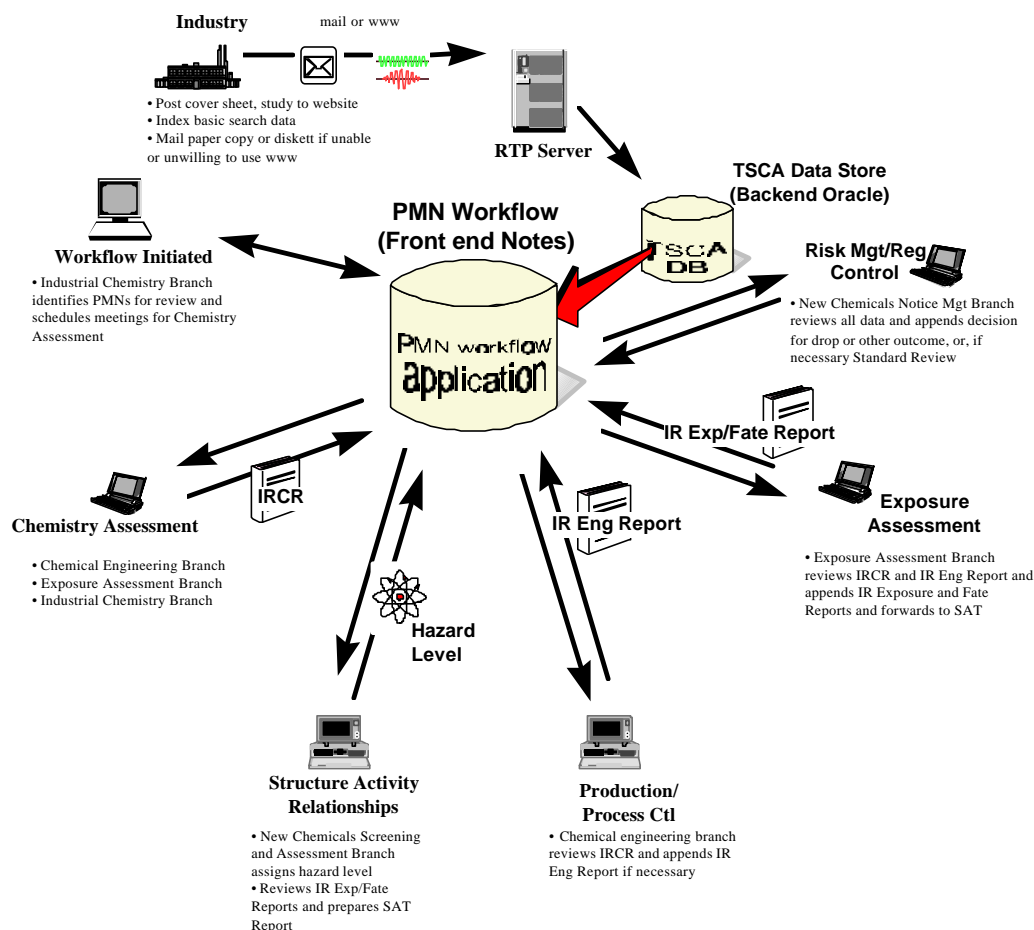 Industry
mail or www
• Post cover sheet, study to website
• Index basic search data
• Mail paper copy or diskett if unable
or unwilling to use www
RTP Server
TSCA Data Store
(Backend Oracle)
TSCA
DB
PMN Workflow
(Front end Notes)
PMN workflow
application
Workflow Initiated
• Industrial Chemistry Branch
identifies PMNs for review and
schedules meetings for Chemistry
Assessment
Risk Mgt/Reg
Control
• New Chemicals Notice Mgt Branch
reviews all data and appends decision
for drop or other outcome, or, if
necessary Standard Review
IR Exp/Fate Report
Exposure
Assessment
• Exposure Assessment Branch
reviews IRCR and IR Eng Report and
appends IR Exposure and Fate
Reports and forwards to SAT
IRCR
Chemistry Assessment
• Chemical Engineering Branch
• Exposure Assessment Branch
• Industrial Chemistry Branch
IR Eng Report
Hazard
Level
Structure Activity
Relationships
• New Chemicals Screening
and Assessment Branch
assigns hazard level
• Reviews IR Exp/Fate
Reports and prepares SAT
Report
Production/
Process Ctl
• Chemical engineering branch
reviews IRCR and appends IR
Eng Report if necessary